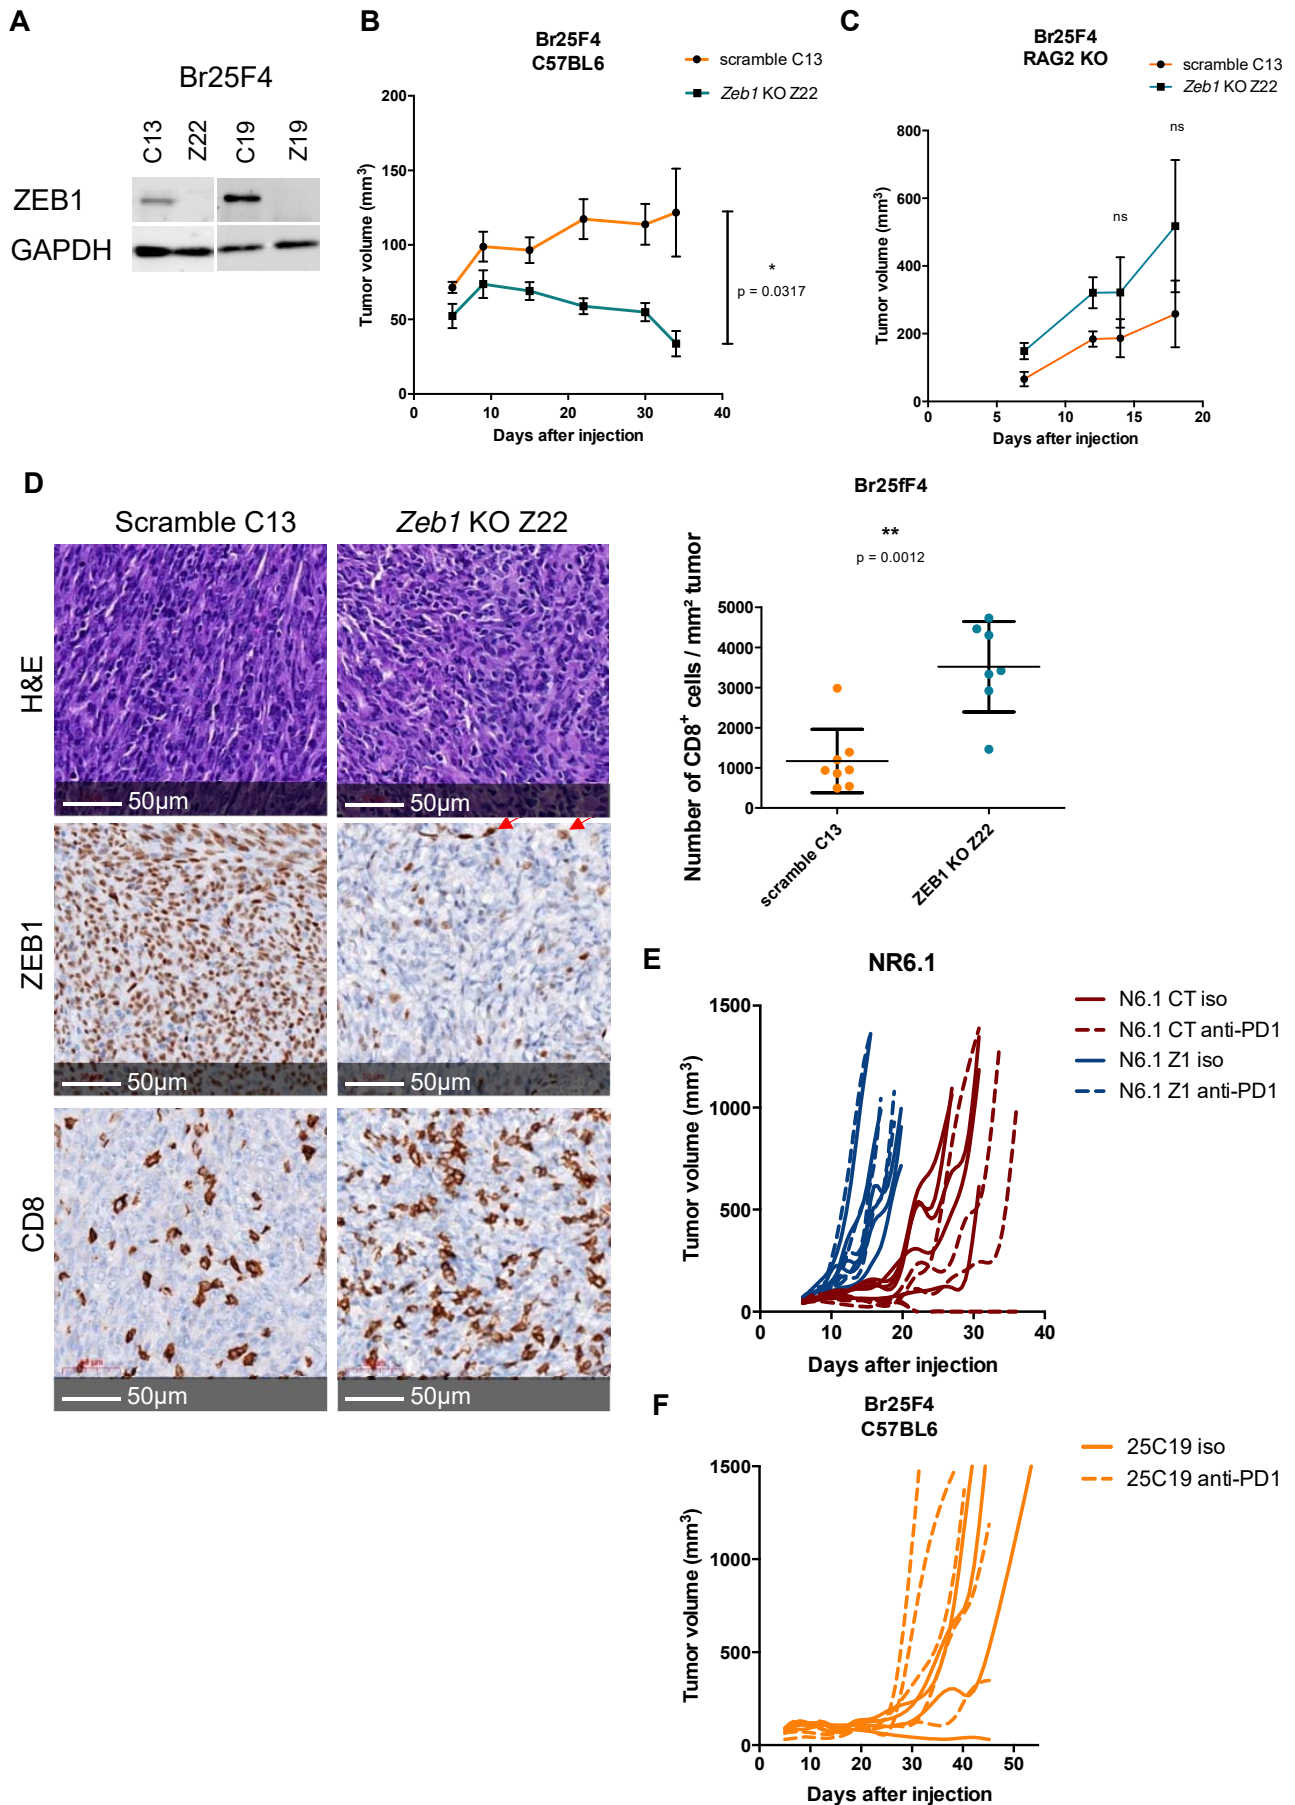 A
Br25F4
C13
Z22
C19
Z19
ZEB1
GAPDH
B
Br25F4
C57BL6
scramble C13
Zeb1 KO Z22
Tumor volume (mm³)
200
150
100
50
0
0 10 20 30 40
Days after injection
*
p = 0.0317
C
Br25F4
RAG2 KO
scramble C13
Zeb1 KO Z22
Tumor volume (mm³)
800
600
400
200
0
0 5 10 15 20
Days after injection
ns
ns
D
Scramble C13
Zeb1 KO Z22
H&E
50µm
50µm
ZEB1
50µm
50µm
CD8
50µm
50µm
Br25fF4
**
p = 0.0012
Number of CD8⁺ cells / mm² tumor
5000
4000
3000
2000
1000
0
scramble C13
ZEB1 KO Z22
E
NR6.1
N6.1 CT iso
N6.1 CT anti-PD1
N6.1 Z1 iso
N6.1 Z1 anti-PD1
Tumor volume (mm³)
1500
1000
500
0
0 10 20 30 40
Days after injection
F
Br25F4
C57BL6
25C19 iso
25C19 anti-PD1
Tumor volume (mm³)
1500
1000
500
0
0 10 20 30 40 50
Days after injection